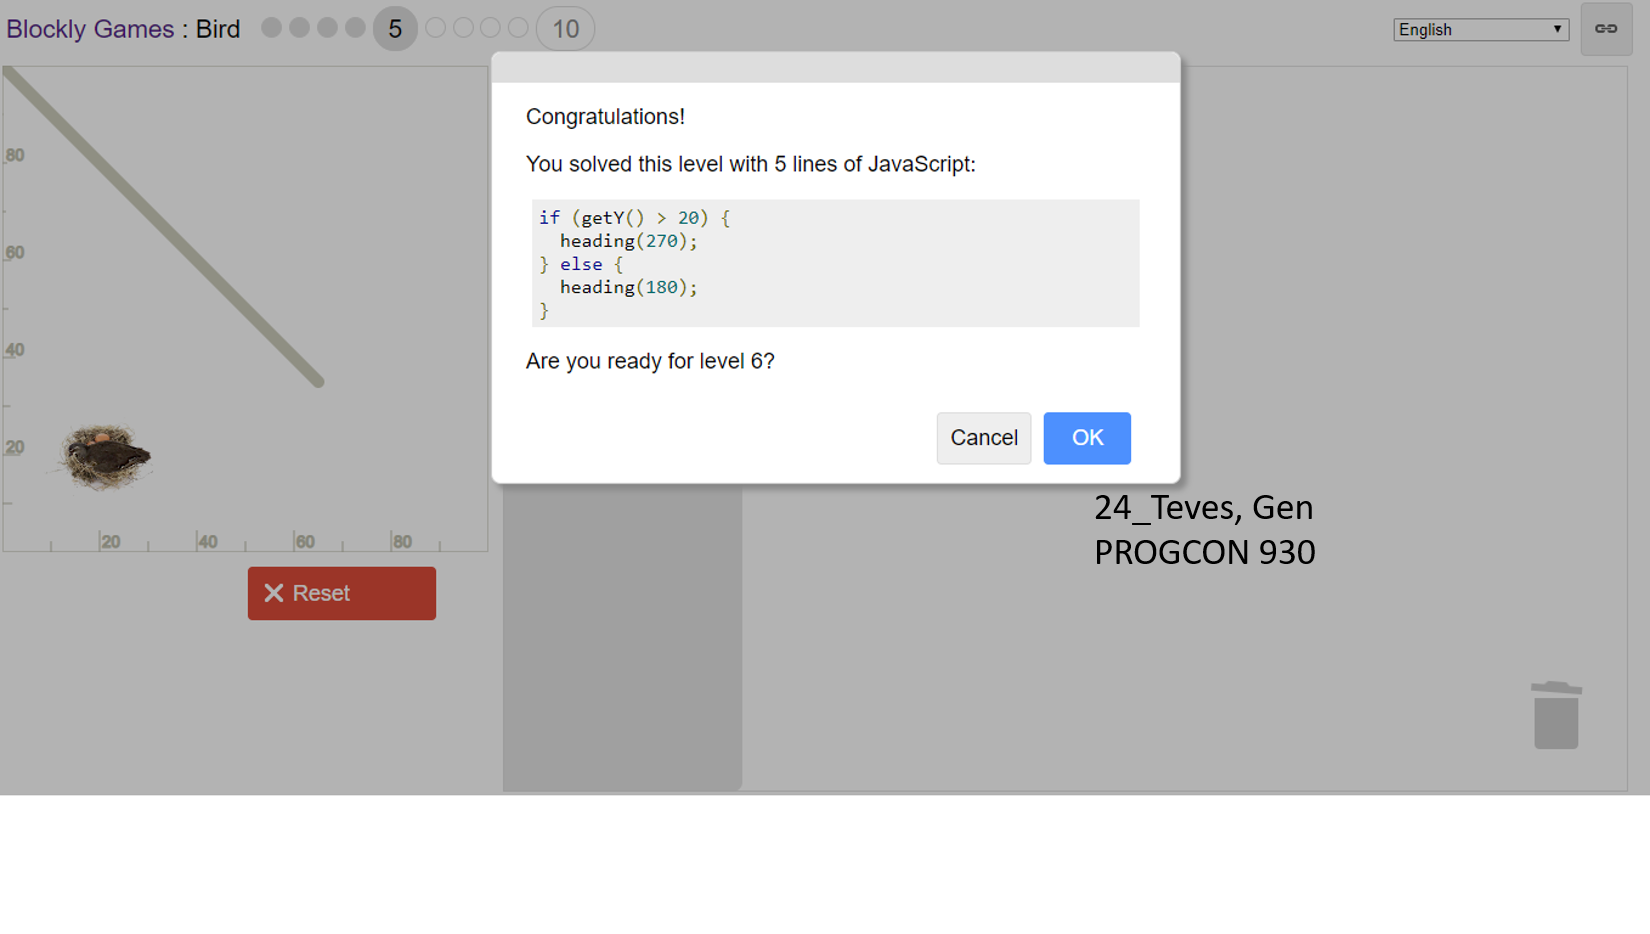 Blockly Games : Bird 5 10
English
Congratulations!
You solved this level with 5 lines of JavaScript:
if (getY() > 20) {
  heading(270);
} else {
  heading(180);
}
Are you ready for level 6?
Cancel OK
80
60
40
20
20 40 60 80
Reset
24_Teves, Gen
PROGCON 930